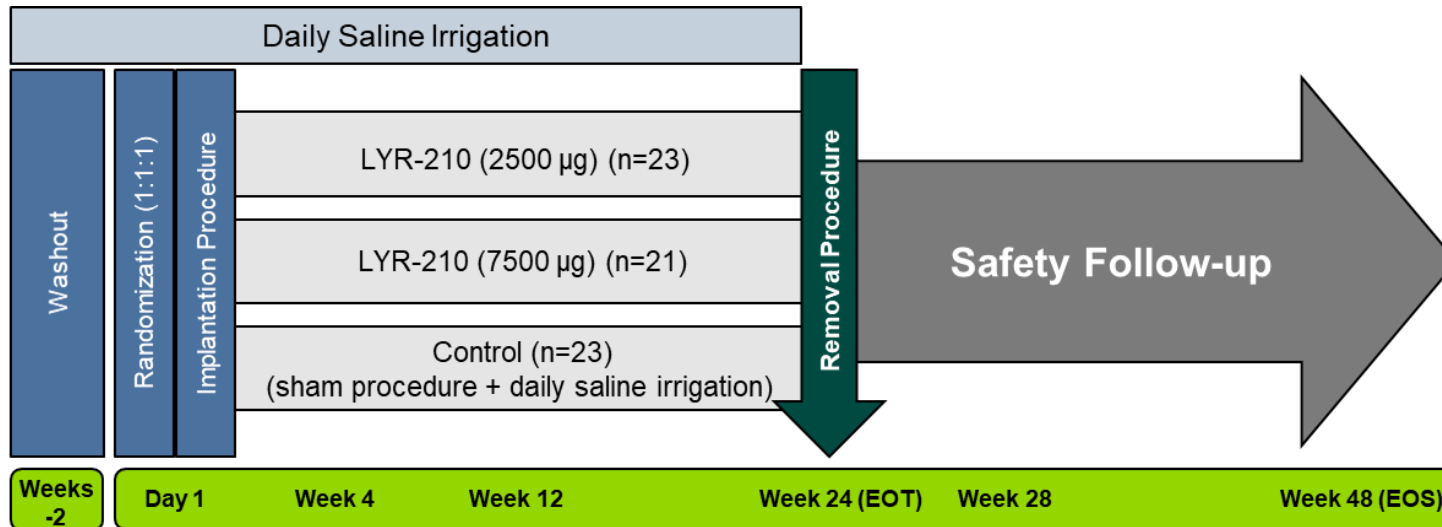 Daily Saline Irrigation
Washout
Randomization (1:1:1)
Implantation Procedure
LYR-210 (2500 µg) (n=23)
LYR-210 (7500 µg) (n=21)
Control (n=23)
(sham procedure + daily saline irrigation)
Removal Procedure
Safety Follow-up
Weeks
-2
Day 1
Week 4
Week 12
Week 24 (EOT)
Week 28
Week 48 (EOS)